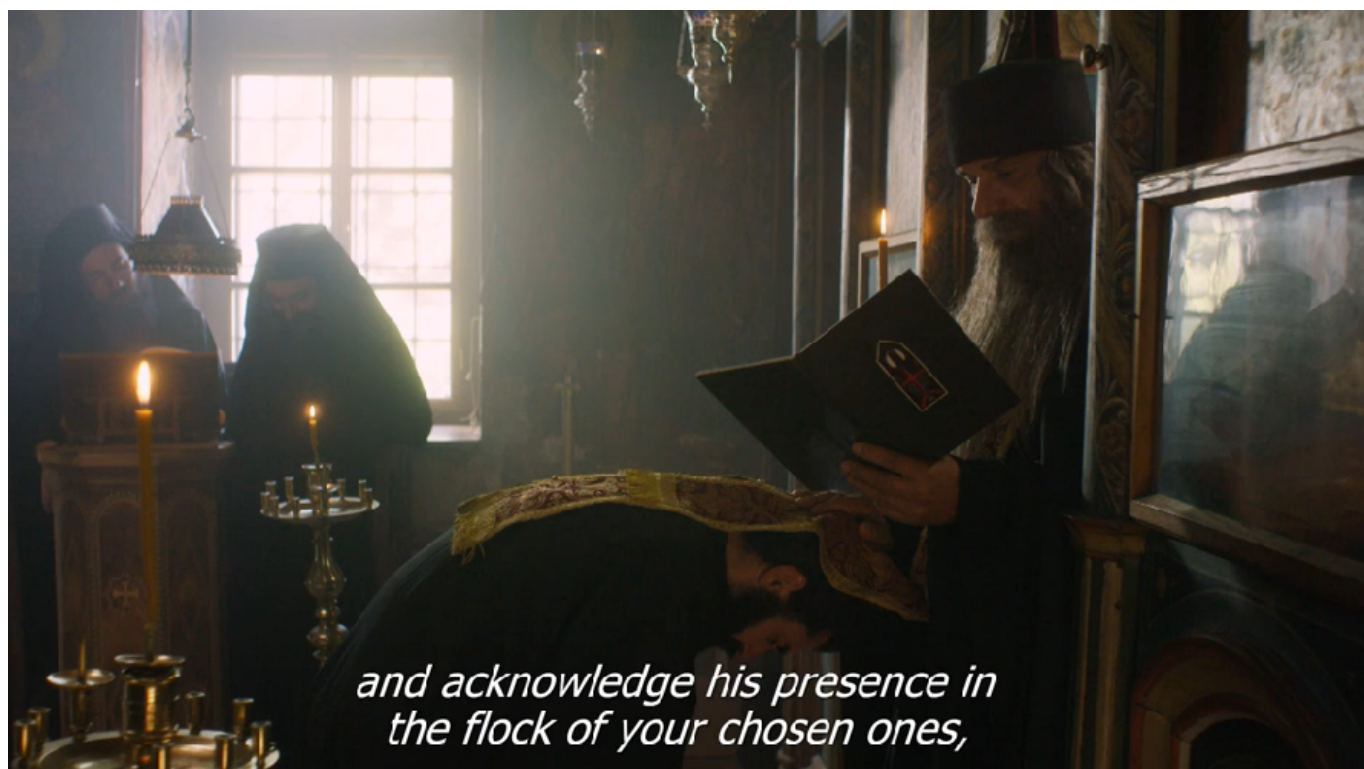 and acknowledge his presence in
the flock of your chosen ones,